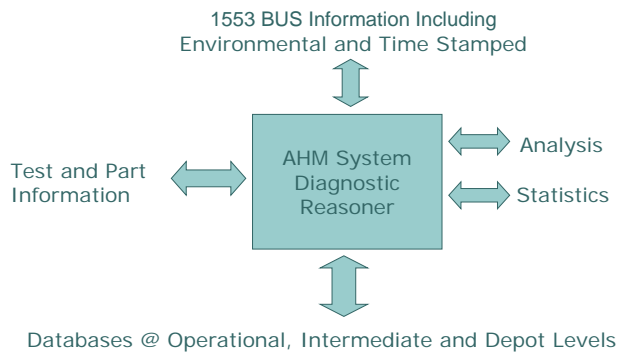 1553 BUS Information Including
Environmental and Time Stamped
AHM System
Diagnostic
Reasoner
Test and Part
Information
Analysis
Statistics
Databases @ Operational, Intermediate and Depot Levels